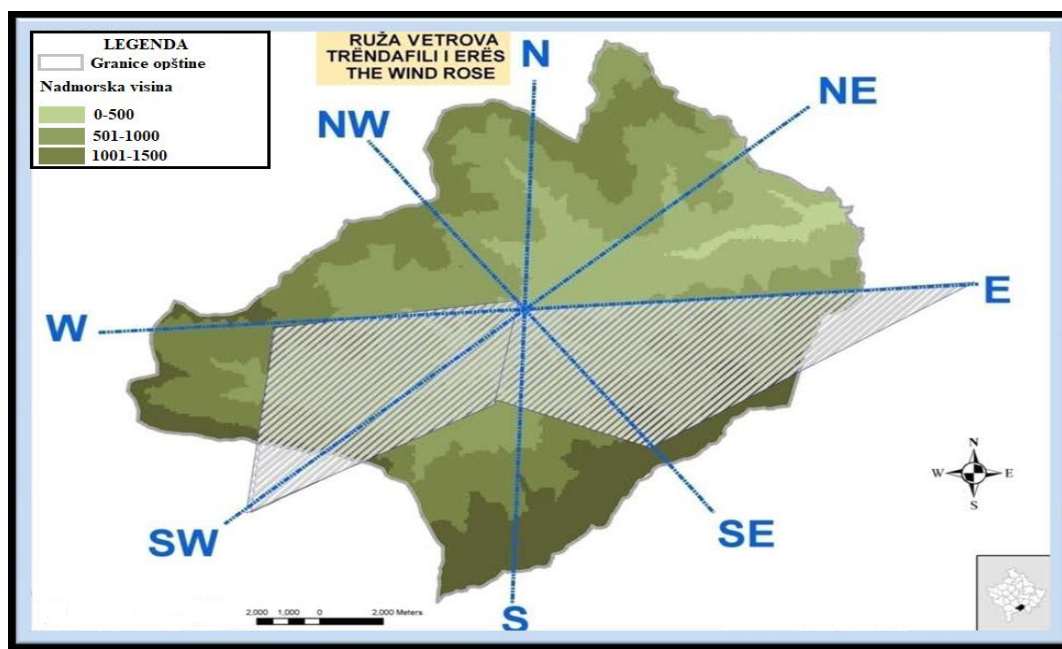 LEGENDA
Granice opštine
Nadmorska visina
0-500
501-1000
1001-1500
RUŽA VETROVA
TRËNDAFILI I ERËS
THE WIND ROSE
N
NE
NW
E
W
SW
SE
S
N
W
E
S
2,000 1,000 0 2,000 Meters